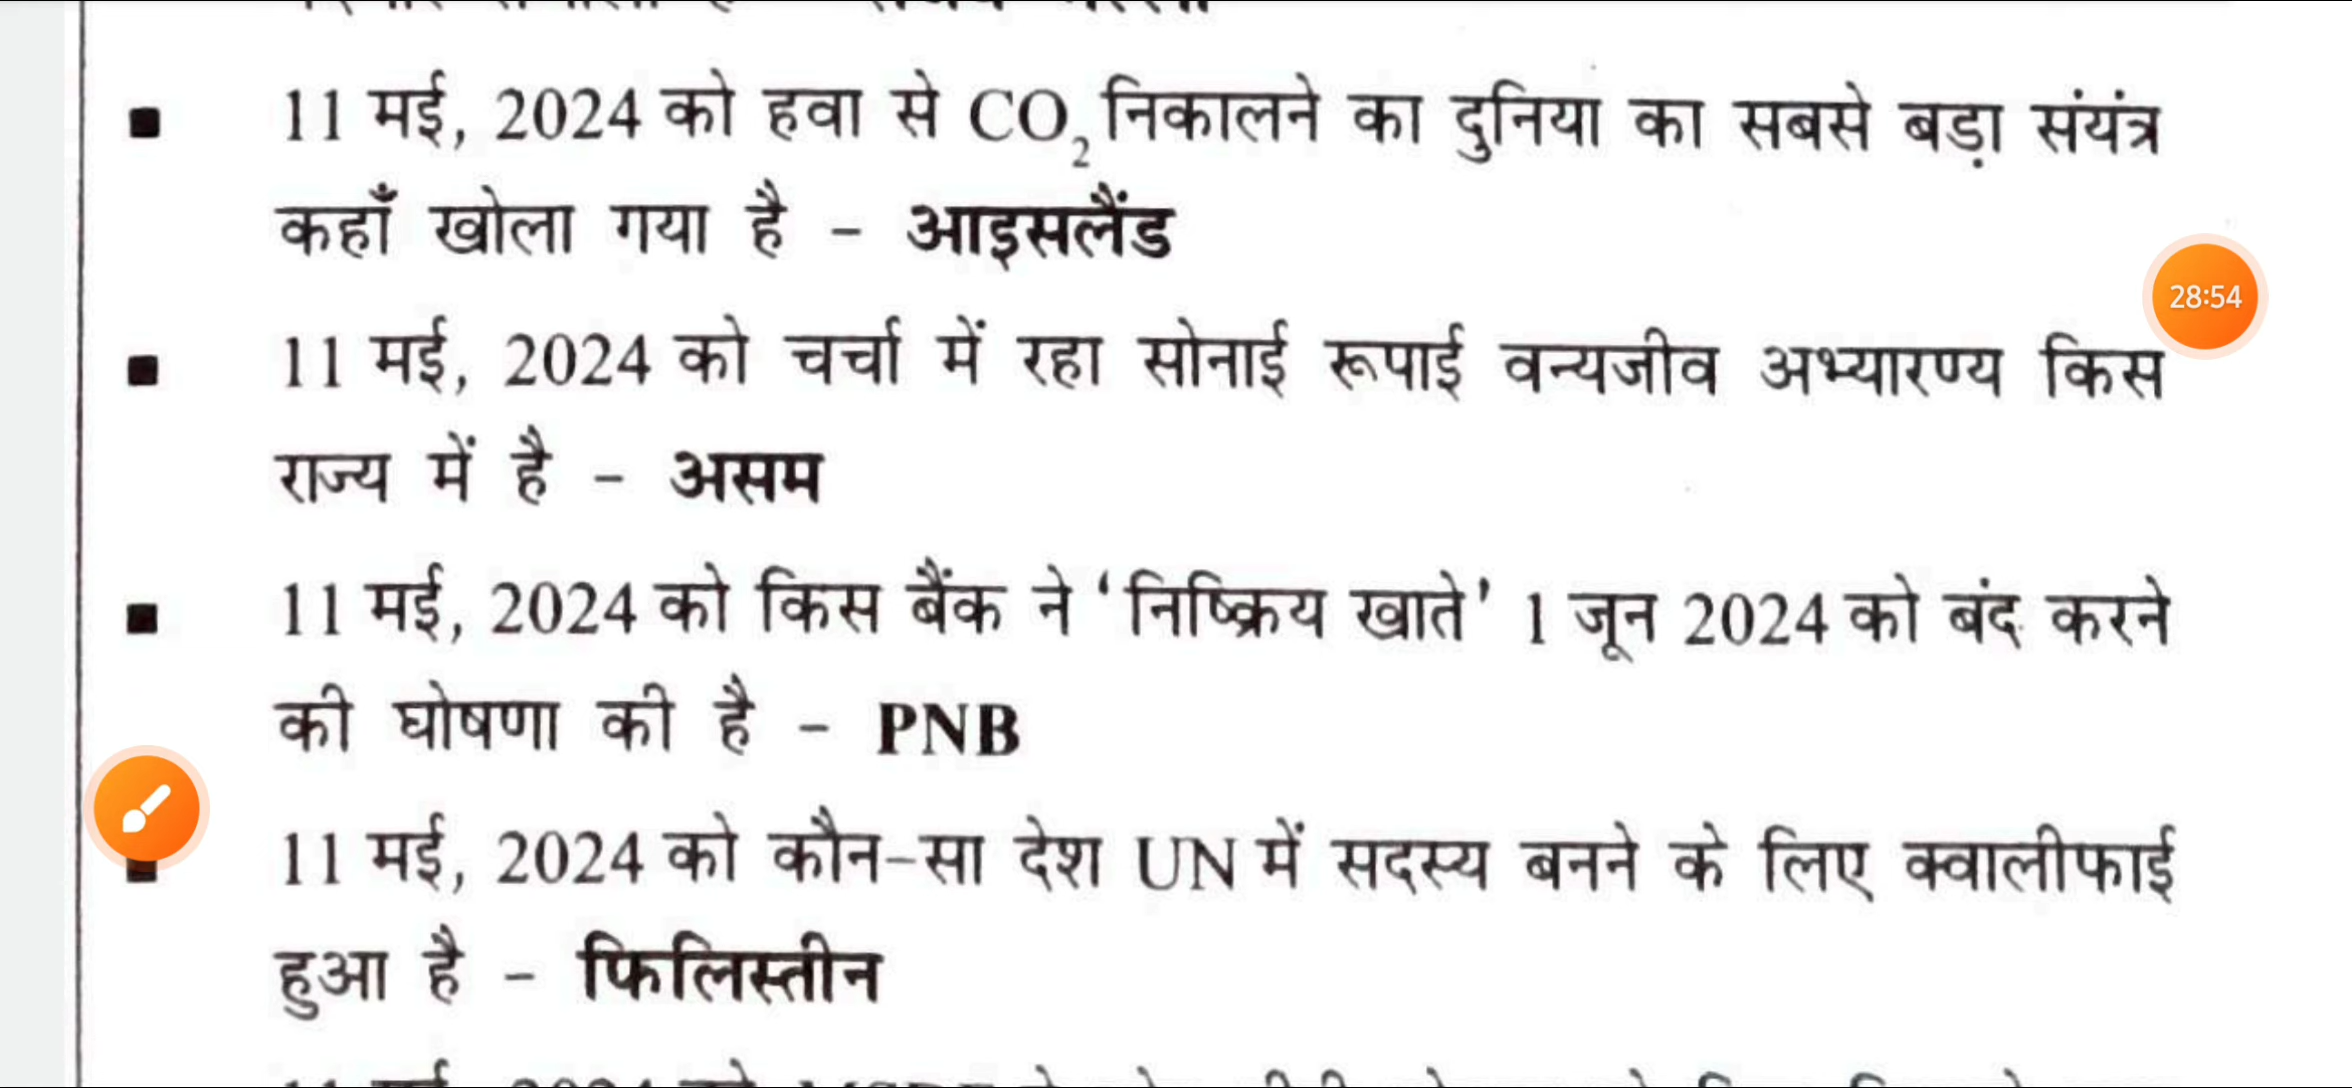 11 मई, 2024 को हवा से CO₂ निकालने का दुनिया का सबसे बड़ा संयंत्र
कहाँ खोला गया है - आइसलैंड
28:54
11 मई, 2024 को चर्चा में रहा सोनाई रूपाई वन्यजीव अभ्यारण्य किस
राज्य में है - असम
11 मई, 2024 को किस बैंक ने ‘निष्क्रिय खाते’ 1 जून 2024 को बंद करने
की घोषणा की है - PNB
11 मई, 2024 को कौन-सा देश UN में सदस्य बनने के लिए क्वालीफाई
हुआ है - फिलिस्तीन